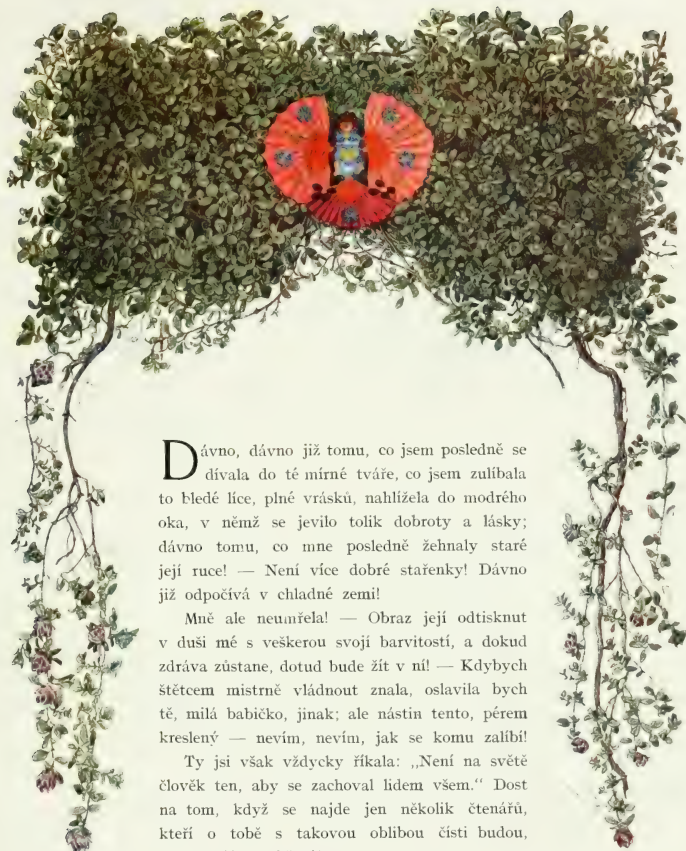 Dávno, dávno již tomu, co jsem posledně se
dívala do té mírné tváře, co jsem zulíbala
to bledé líce, plné vrásků, nahlížela do modrého
oka, v němž se jevilo tolik dobroty a lásky;
dávno tomu, co mne posledně žehnaly staré
její ruce! — Není více dobré stařenky! Dávno
již odpočívá v chladné zemi!
Mně ale neumřela! — Obraz její odtisknut
v duši mé s veškerou svojí barvitostí, a dokud
zdráva zůstane, dotud bude žít v ní! — Kdybych
štětcem mistrně vládnout znala, oslavila bych
tě, milá babičko, jinak; ale nástin tento, pérem
kreslený — nevím, nevím, jak se komu zalíbí!
Ty jsi však vždycky říkala: „Není na světě
člověk ten, aby se zachoval lidem všem.“ Dost
na tom, když se najde jen několik čtenářů,
kteří o tobě s takovou oblibou čísti budou,